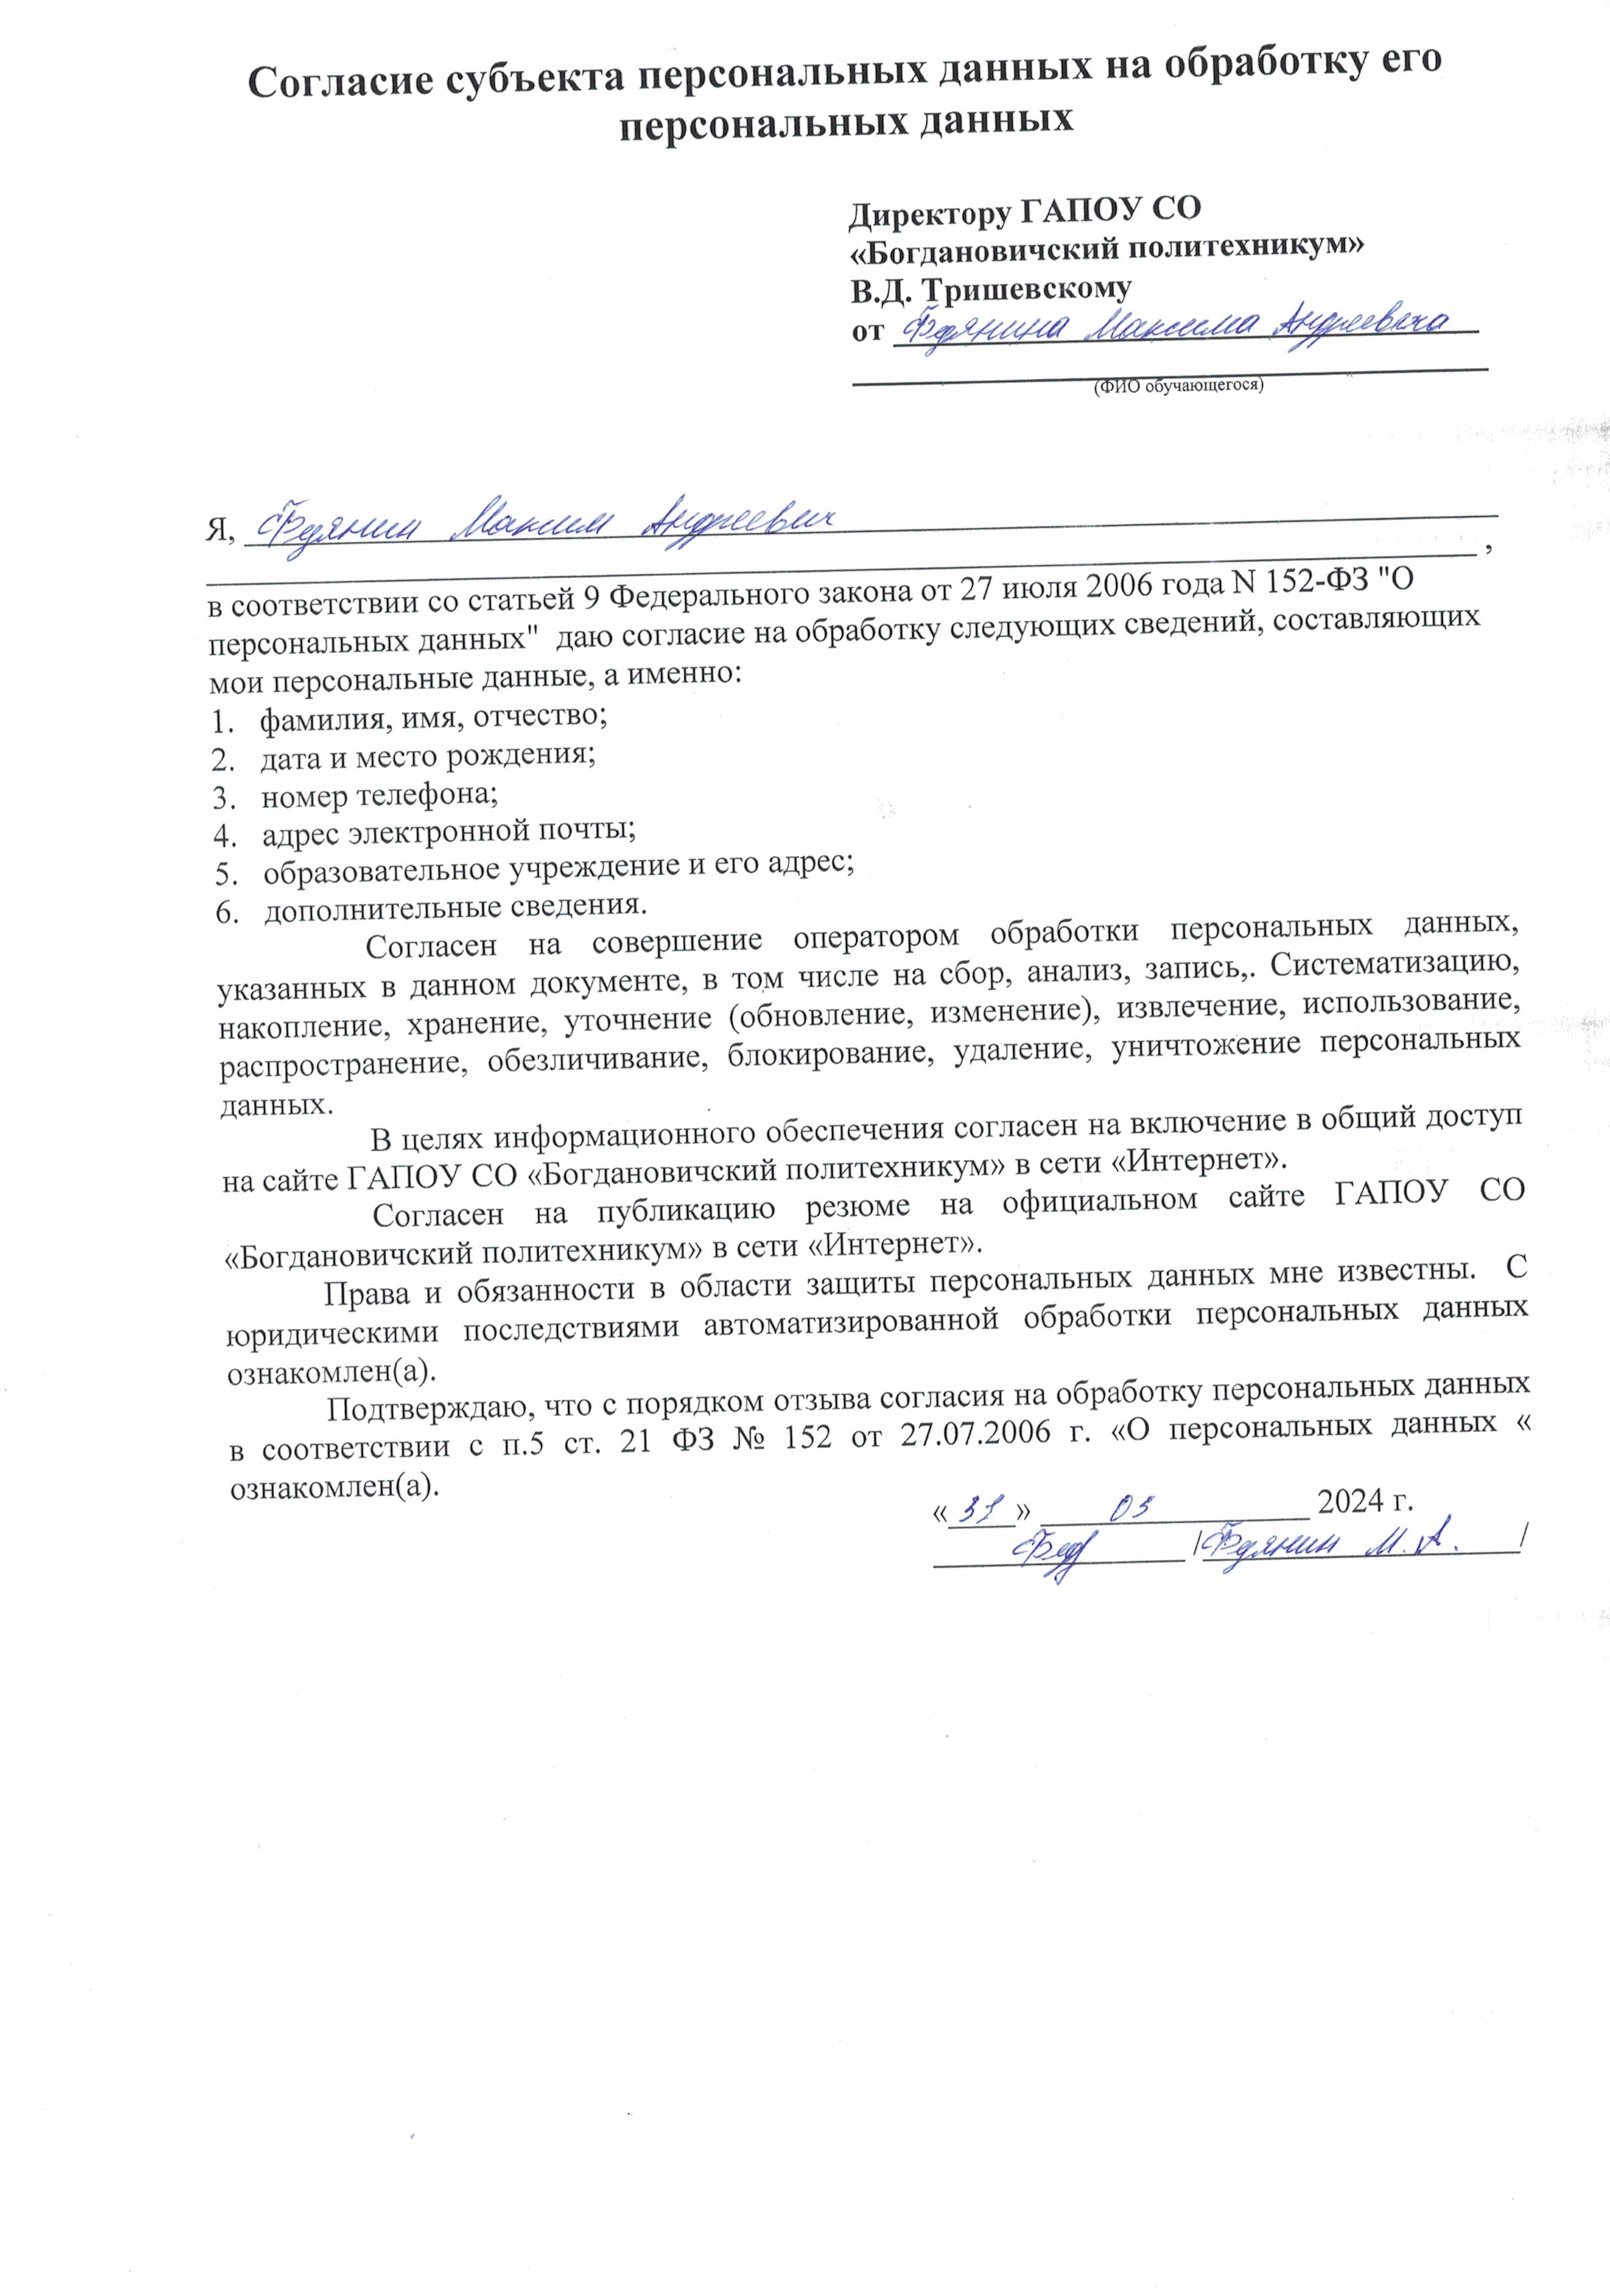 Согласие субъекта персональных данных на обработку его
персональных данных
Директору ГАПОУ СО
«Богдановичский политехникум»
В.Д. Тришевскому
от Максима Андреевича
(ФИО обучающегося)
Я, Максим Андреевич
,
в соответствии со статьей 9 Федерального закона от 27 июля 2006 года N 152-ФЗ "О
персональных данных" даю согласие на обработку следующих сведений, составляющих
мои персональные данные, а именно:
1. фамилия, имя, отчество;
2. дата и место рождения;
3. номер телефона;
4. адрес электронной почты;
5. образовательное учреждение и его адрес;
6. дополнительные сведения.
Согласен на совершение оператором обработки персональных данных,
указанных в данном документе, в том числе на сбор, анализ, запись,. Систематизацию,
накопление, хранение, уточнение (обновление, изменение), извлечение, использование,
распространение, обезличивание, блокирование, удаление, уничтожение персональных
данных.
В целях информационного обеспечения согласен на включение в общий доступ
на сайте ГАПОУ СО «Богдановичский политехникум» в сети «Интернет».
Согласен на публикацию резюме на официальном сайте ГАПОУ СО
«Богдановичский политехникум» в сети «Интернет».
Права и обязанности в области защиты персональных данных мне известны. С
юридическими последствиями автоматизированной обработки персональных данных
ознакомлен(а).
Подтверждаю, что с порядком отзыва согласия на обработку персональных данных
в соответствии с п.5 ст. 21 ФЗ № 152 от 27.07.2006 г. «О персональных данных «
ознакомлен(а).
«31» 05 2024 г.
/ М. А. /